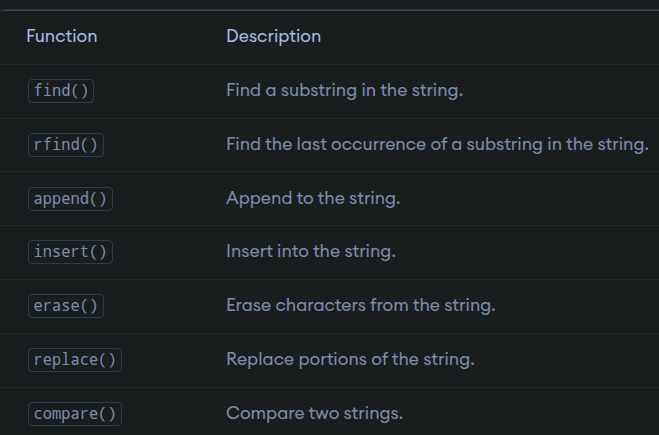 Function Description
find() Find a substring in the string.
rfind() Find the last occurrence of a substring in the string.
append() Append to the string.
insert() Insert into the string.
erase() Erase characters from the string.
replace() Replace portions of the string.
compare() Compare two strings.